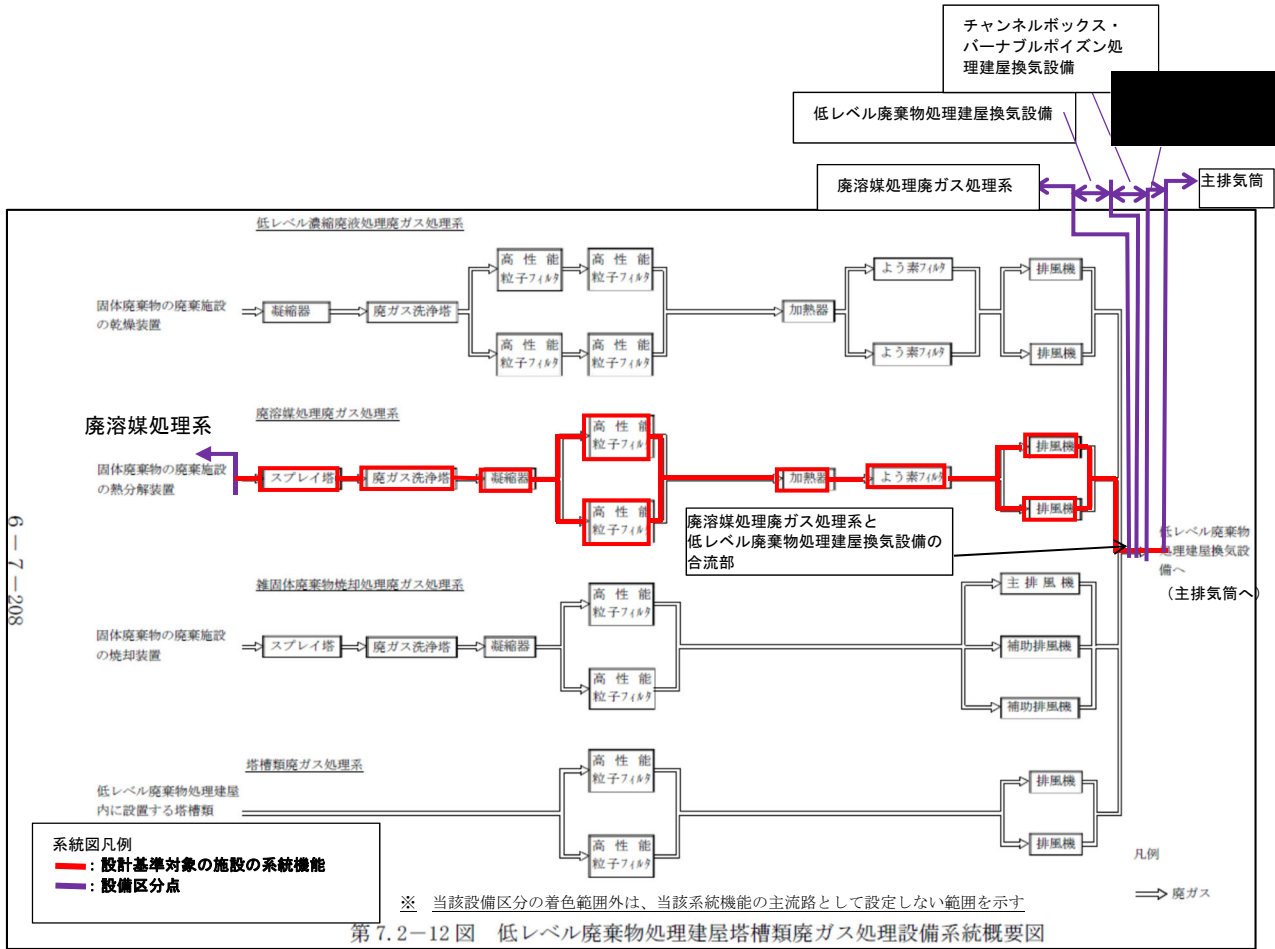 チャンネルボックス・
バーナブルポイズン処
理建屋換気設備
低レベル廃棄物処理建屋換気設備
廃溶媒処理廃ガス処理系
主排気筒
低レベル濃縮廃液処理廃ガス処理系
固体廃棄物の廃棄施設
の乾燥装置
凝縮器
廃ガス洗浄塔
高性能
粒子フィルタ
高性能
粒子フィルタ
高性能
粒子フィルタ
高性能
粒子フィルタ
加熱器
よう素フィルタ
よう素フィルタ
排風機
排風機
廃溶媒処理廃ガス処理系
廃溶媒処理系
固体廃棄物の廃棄施設
の熱分解装置
スプレイ塔
廃ガス洗浄塔
凝縮器
高性能
粒子フィルタ
高性能
粒子フィルタ
加熱器
よう素フィルタ
排風機
排風機
廃溶媒処理廃ガス処理系と
低レベル廃棄物処理建屋換気設備の
合流部
低レベル廃棄物
処理建屋換気設
備へ
(主排気筒へ)
雑固体廃棄物焼却処理廃ガス処理系
固体廃棄物の廃棄施設
の焼却装置
スプレイ塔
廃ガス洗浄塔
凝縮器
高性能
粒子フィルタ
高性能
粒子フィルタ
主排風機
補助排風機
補助排風機
塔槽類廃ガス処理系
低レベル廃棄物処理建屋
内に設置する塔槽類
高性能
粒子フィルタ
高性能
粒子フィルタ
排風機
排風機
系統図凡例
:設計基準対象の施設の系統機能
:設備区分点
凡例
廃ガス
※ 当該設備区分の着色範囲外は、当該系統機能の主流路として設定しない範囲を示す
第7.2-12図 低レベル廃棄物処理建屋塔槽類廃ガス処理設備系統概要図
6-7-208